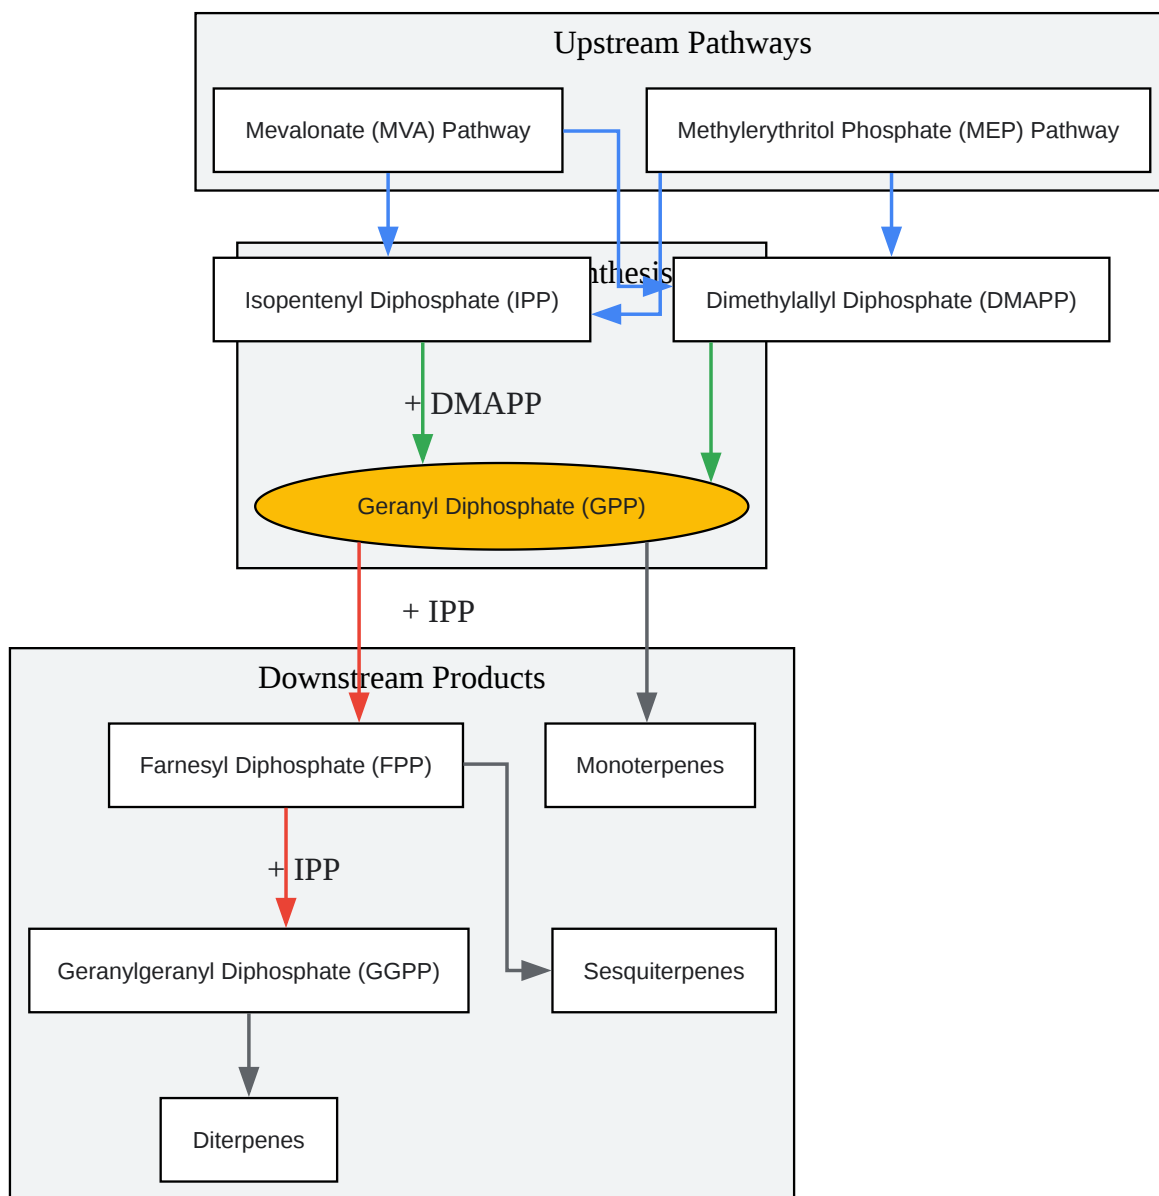 Upstream Pathways
Mevalonate (MVA) Pathway
Methylerythritol Phosphate (MEP) Pathway
Isopentenyl Diphosphate (IPP)
Dimethylallyl Diphosphate (DMAPP)
+ DMAPP
Geranyl Diphosphate (GPP)
+ IPP
Downstream Products
Farnesyl Diphosphate (FPP)
Monoterpenes
+ IPP
Geranylgeranyl Diphosphate (GGPP)
Sesquiterpenes
Diterpenes